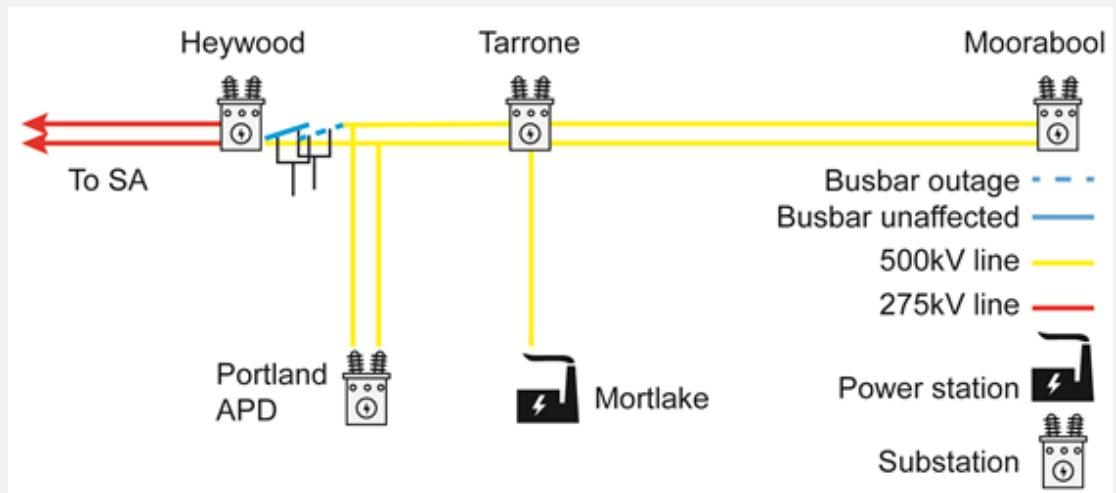 Heywood
Tarrone
Moorabool
To SA
Busbar outage
Busbar unaffected
500kV line
275kV line
Portland
APD
Mortlake
Power station
Substation